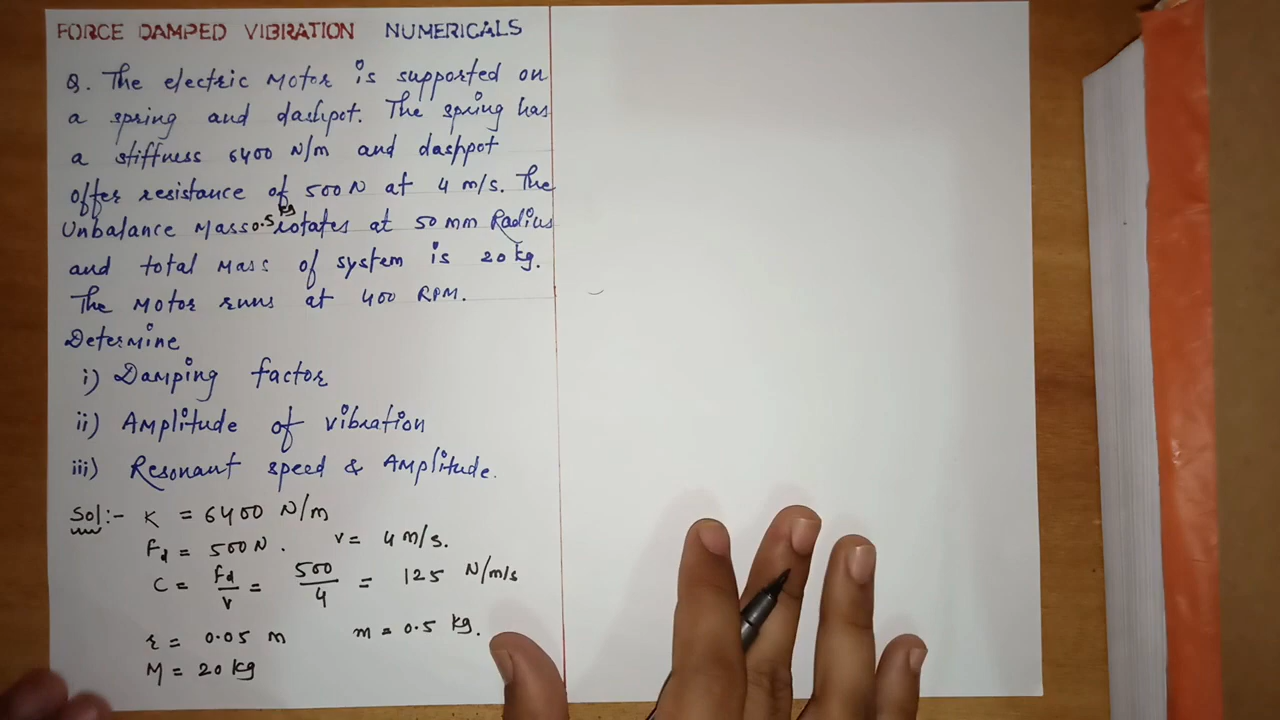 FORCE DAMPED VIBRATION NUMERICALS
Q. The electric Motor is supported on
a spring and dashpot. The spring has
a stiffness 6400 N/m and dashpot
offer resistance of 500 N at 4 m/s. The
Unbalance Mass 0.5 kg rotates at 50 mm Radius
and total Mass of system is 20 kg.
The Motor runs at 400 RPM.
Determine
i) Damping factor
ii) Amplitude of vibration
iii) Resonant speed & Amplitude.
Sol:- K = 6400 N/m
Fd = 500 N. v = 4 m/s.
C = Fd/v = 500/4 = 125 N/m/s
r = 0.05 m m = 0.5 kg.
M = 20 kg